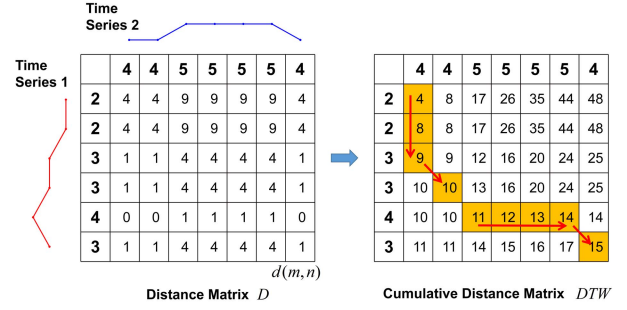 Time
Series 2
Time
Series 1
4 4 5 5 5 5 4
2 4 4 9 9 9 9 4
2 4 4 9 9 9 9 4
3 1 1 4 4 4 4 1
3 1 1 4 4 4 4 1
4 0 0 1 1 1 1 0
3 1 1 4 4 4 4 1
d(m,n)
Distance Matrix D
4 4 5 5 5 5 4
2 4 8 17 26 35 44 48
2 8 8 17 26 35 44 48
3 9 9 12 16 20 24 25
3 10 10 13 16 20 24 25
4 10 10 11 12 13 14 14
3 11 11 14 15 16 17 15
Cumulative Distance Matrix DTW